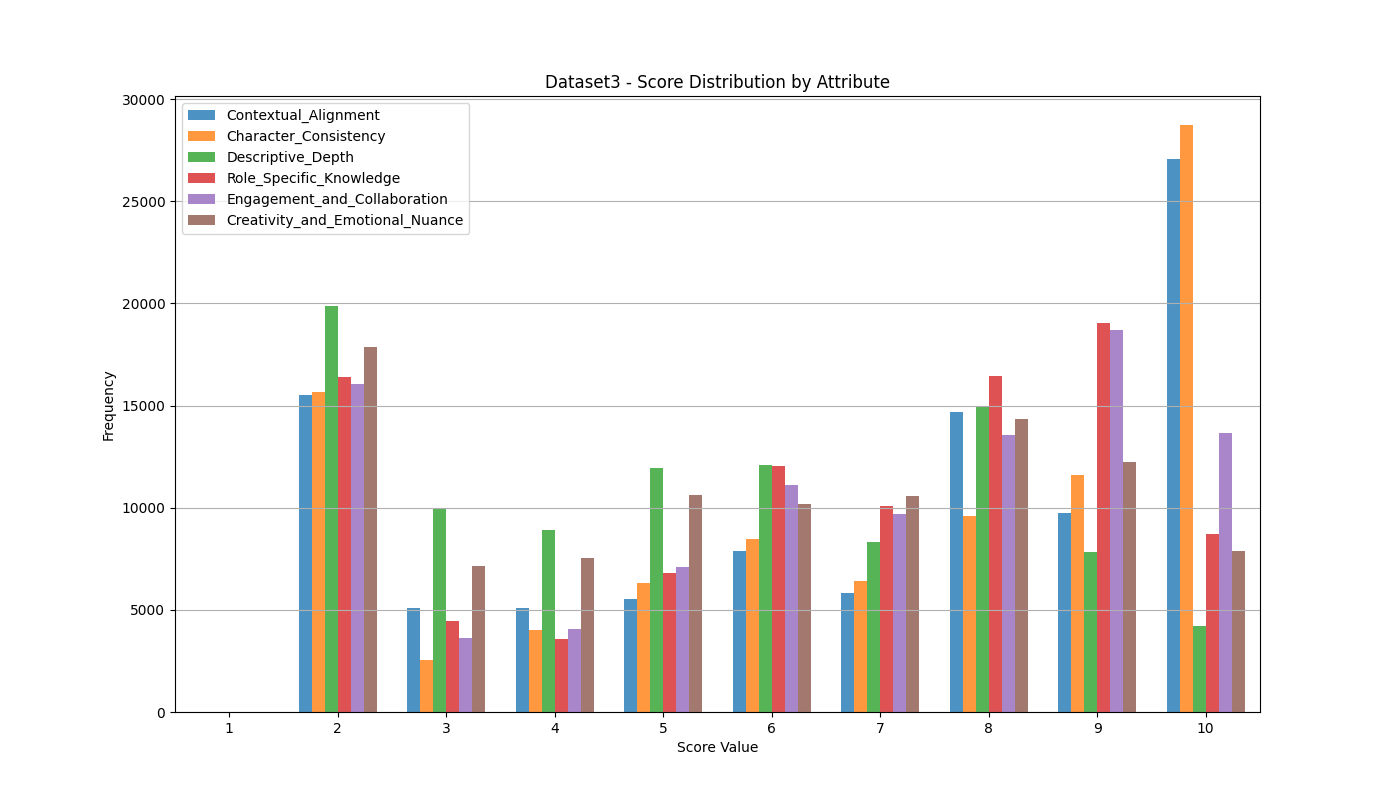 Dataset3 - Score Distribution by Attribute
30000
25000
20000
15000
10000
5000
0
Frequency
Contextual_Alignment
Character_Consistency
Descriptive_Depth
Role_Specific_Knowledge
Engagement_and_Collaboration
Creativity_and_Emotional_Nuance
1 2 3 4 5 6 7 8 9 10
Score Value